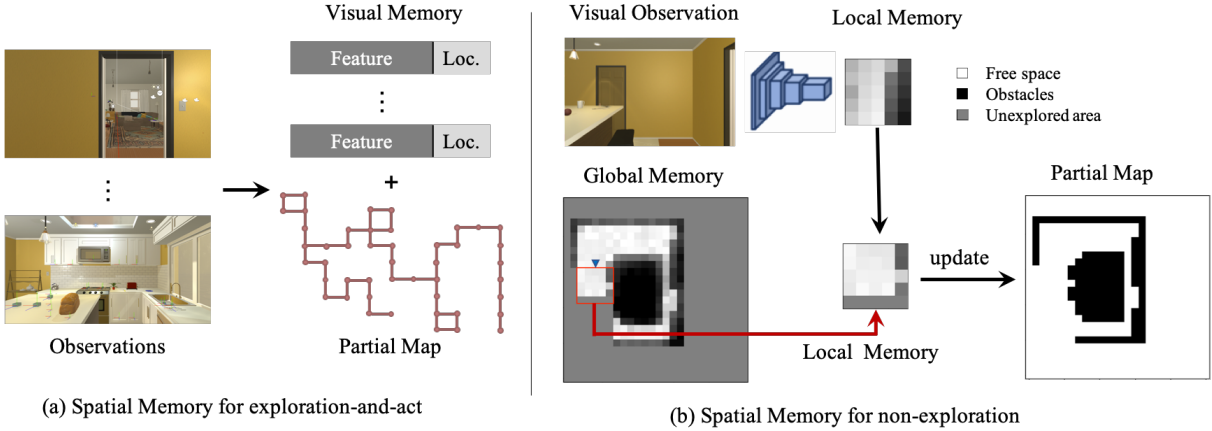 Visual Memory
Feature
Loc.
Feature
Loc.
+
Observations
Partial Map
(a) Spatial Memory for exploration-and-act
Visual Observation
Local Memory
Free space
Obstacles
Unexplored area
Global Memory
Partial Map
update
Local Memory
(b) Spatial Memory for non-exploration